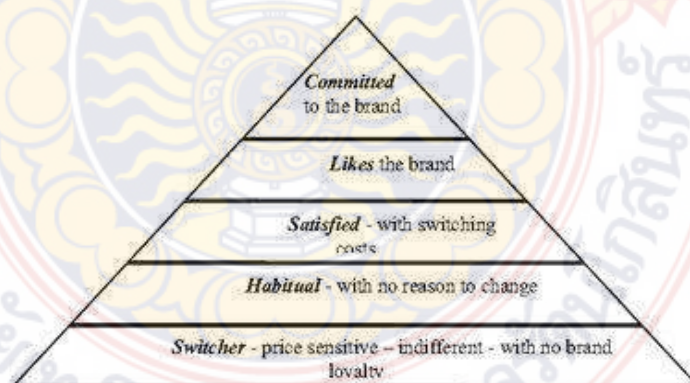 Committed
to the brand
Likes the brand
Satisfied - with switching
costs
Habitual - with no reason to change
Switcher - price sensitive – indifferent - with no brand
loyalty